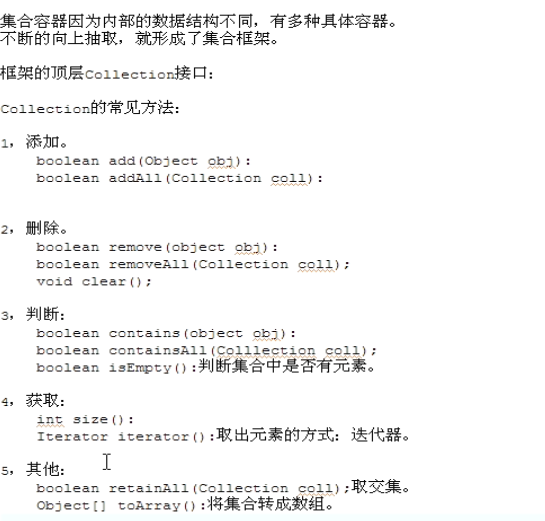 集合容器因为内部的数据结构不同，有多种具体容器。
不断的向上抽取，就形成了集合框架。
框架的顶层Collection接口：
Collection的常见方法：
1，添加。
boolean add(Object obj):
boolean addAll(Collection coll):
2，删除。
boolean remove(object obj):
boolean removeAll(Collection coll);
void clear();
3，判断：
boolean contains(object obj):
boolean containsAll(Colllection coll);
boolean isEmpty():判断集合中是否有元素。
4，获取：
int size():
Iterator iterator():取出元素的方式：迭代器。
5，其他：
boolean retainAll(Collection coll);取交集。
Object[] toArray():将集合转成数组。